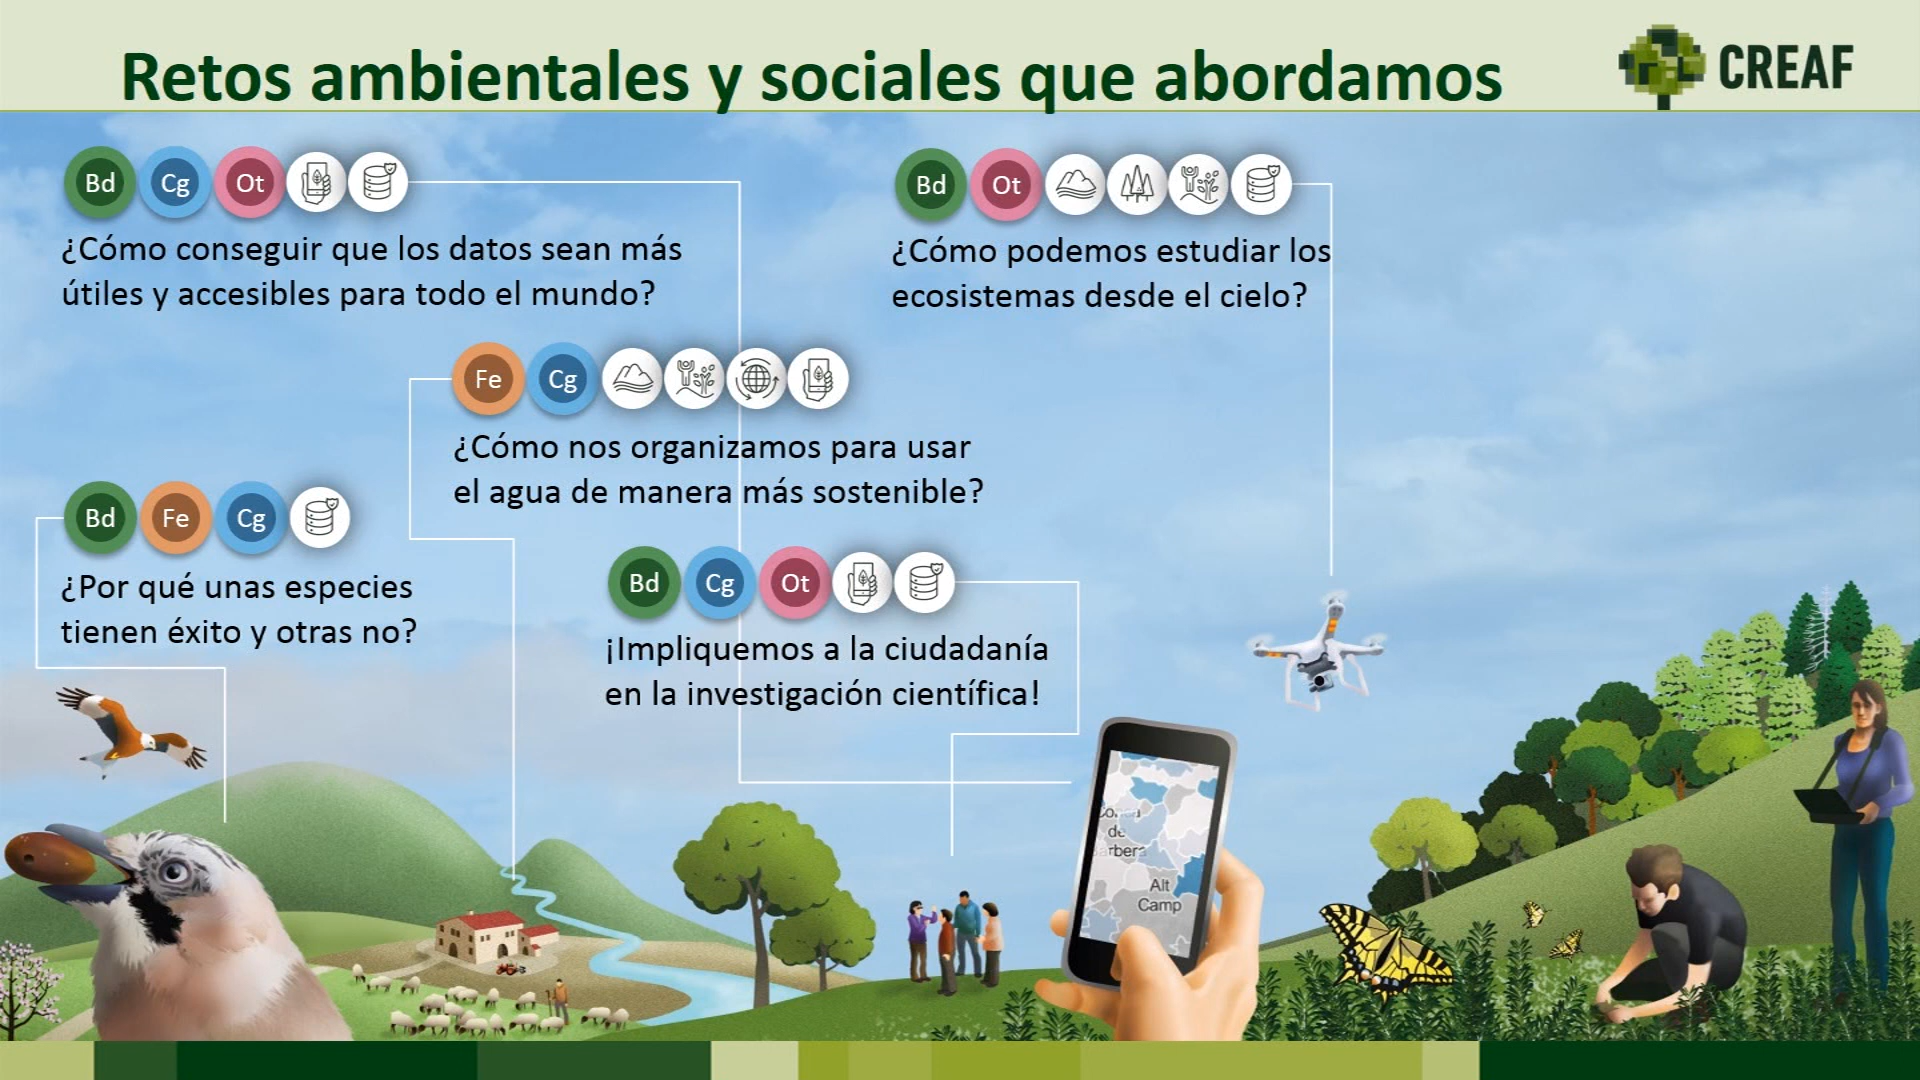 Retos ambientales y sociales que abordamos
CREAF
Bd Cg Ot
¿Cómo conseguir que los datos sean más
útiles y accesibles para todo el mundo?
Bd Ot
¿Cómo podemos estudiar los
ecosistemas desde el cielo?
Fe Cg
¿Cómo nos organizamos para usar
el agua de manera más sostenible?
Bd Fe Cg
¿Por qué unas especies
tienen éxito y otras no?
Bd Cg Ot
¡Impliquemos a la ciudadanía
en la investigación científica!
de
Alt
Camp